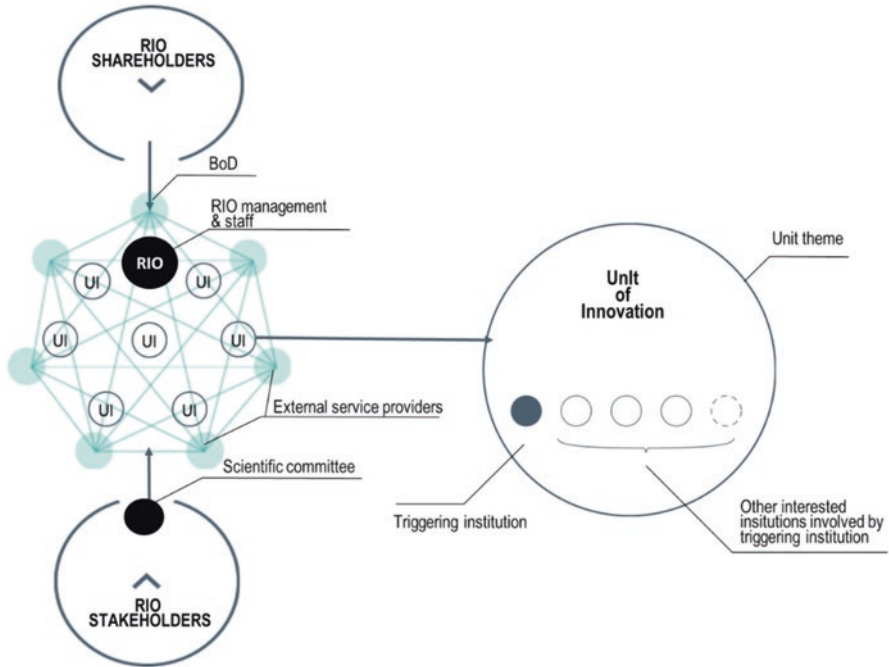 RIO
SHAREHOLDERS
BoD
RIO management
& staff
RIO
UI
UI
UI
UI
UI
UI
UI
External service providers
Scientific committee
RIO
STAKEHOLDERS
Unit theme
UnIt
of
Innovation
Triggering institution
Other interested
insitutions involved by
triggering institution